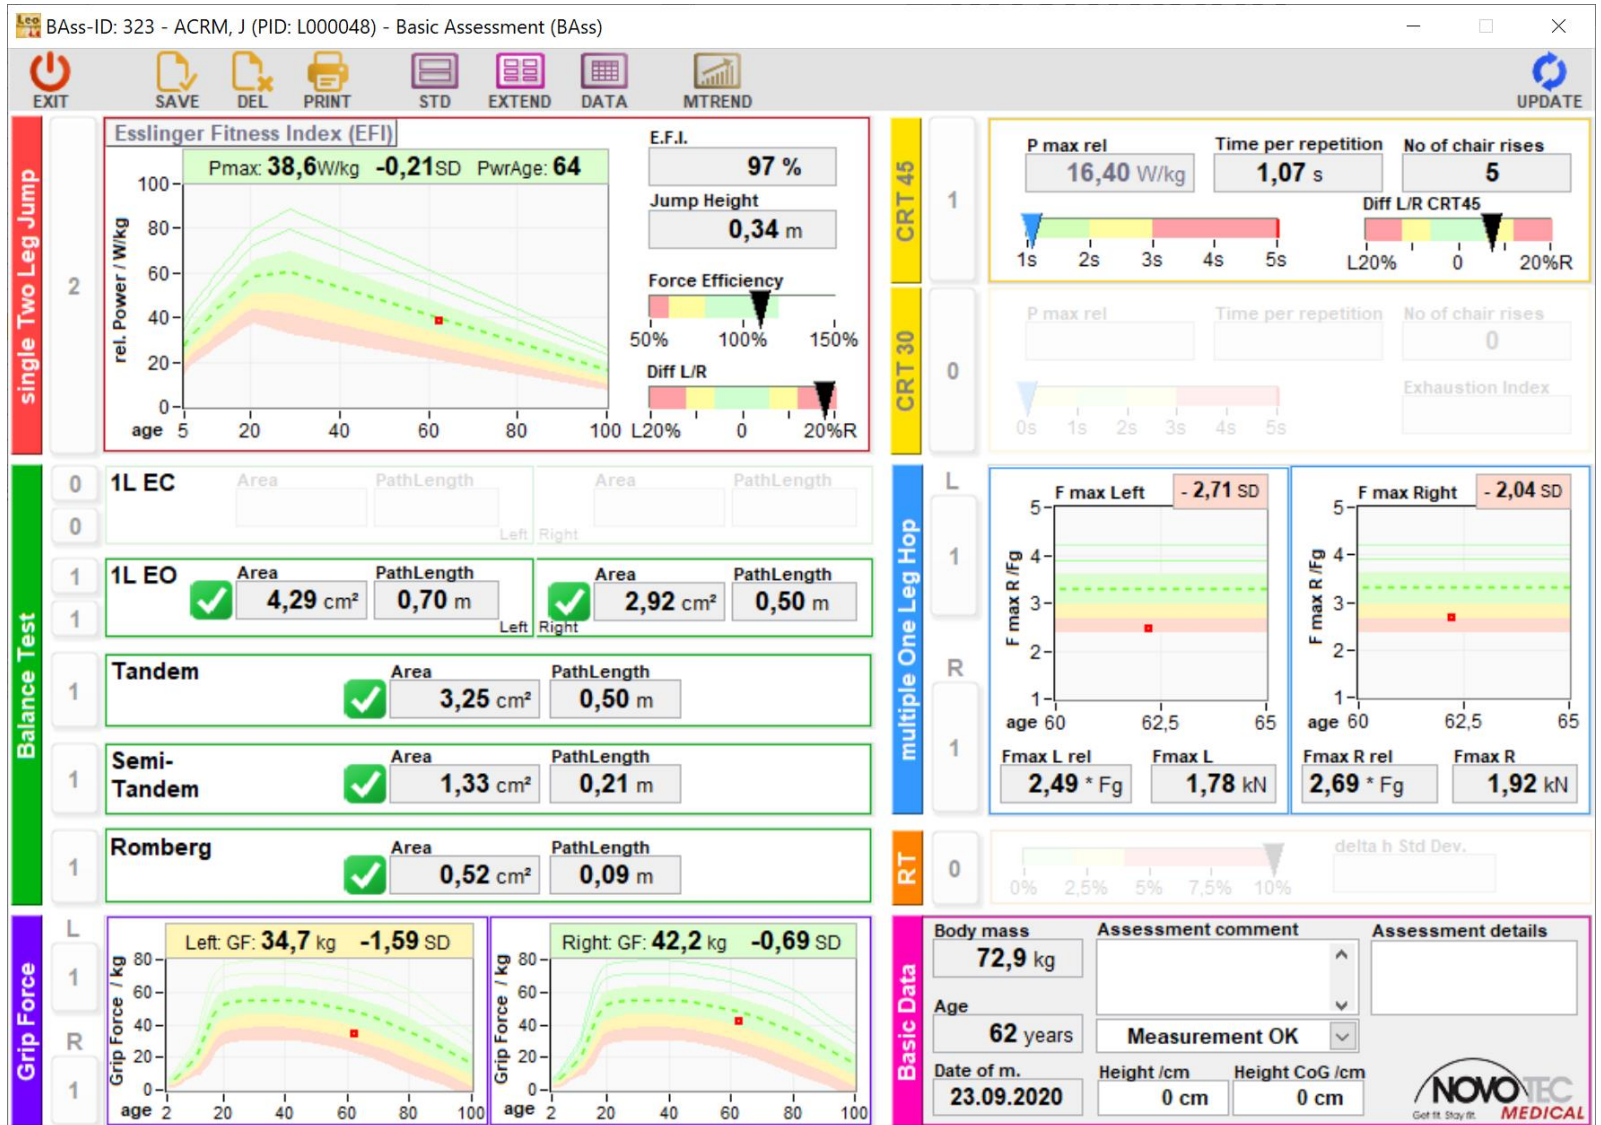 BAss-ID: 323 - ACRM, J (PID: L000048) - Basic Assessment (BAss)
EXIT SAVE DEL PRINT STD EXTEND DATA MTREND UPDATE
single Two Leg Jump
2
Esslinger Fitness Index (EFI)
Pmax: 38,6W/kg -0,21SD PwrAge: 64
rel. Power / W/kg
100
80
60
40
20
0
age 5 20 40 60 80 100
E.F.I.
97 %
Jump Height
0,34 m
Force Efficiency
50% 100% 150%
Diff L/R
L20% 0 20%R
CRT 45
1
P max rel Time per repetition No of chair rises
16,40 W/kg 1,07 s 5
Diff L/R CRT45
1s 2s 3s 4s 5s
L20% 0 20%R
CRT 30
0
P max rel Time per repetition No of chair rises
0
Exhaustion Index
0s 1s 2s 3s 4s 5s
Balance Test
0
0
1L EC Area PathLength Area PathLength
Left Right
1
1
1L EO Area PathLength Area PathLength
4,29 cm² 0,70 m 2,92 cm² 0,50 m
Left Right
1
Tandem Area PathLength
3,25 cm² 0,50 m
1
Semi-
Tandem
Area PathLength
1,33 cm² 0,21 m
1
Romberg Area PathLength
0,52 cm² 0,09 m
multiple One Leg Hop
L
1
R
1
F max Left - 2,71 SD
F max R /Fg
5
4
3
2
1
age 60 62,5 65
Fmax L rel Fmax L
2,49 * Fg 1,78 kN
F max Right - 2,04 SD
F max R /Fg
5
4
3
2
1
age 60 62,5 65
Fmax R rel Fmax R
2,69 * Fg 1,92 kN
RT
0
0% 2,5% 5% 7,5% 10%
delta h Std Dev.
Grip Force
L
1
R
1
Left: GF: 34,7 kg -1,59 SD
Grip Force / kg
80
60
40
20
0
age 2 20 40 60 80 100
Right: GF: 42,2 kg -0,69 SD
Grip Force / kg
80
60
40
20
0
age 2 20 40 60 80 100
Basic Data
Body mass Assessment comment Assessment details
72,9 kg
Age
62 years Measurement OK
Date of m. Height /cm Height CoG /cm
23.09.2020 0 cm 0 cm
NOVOTEC
Get fit. Stay fit. MEDICAL